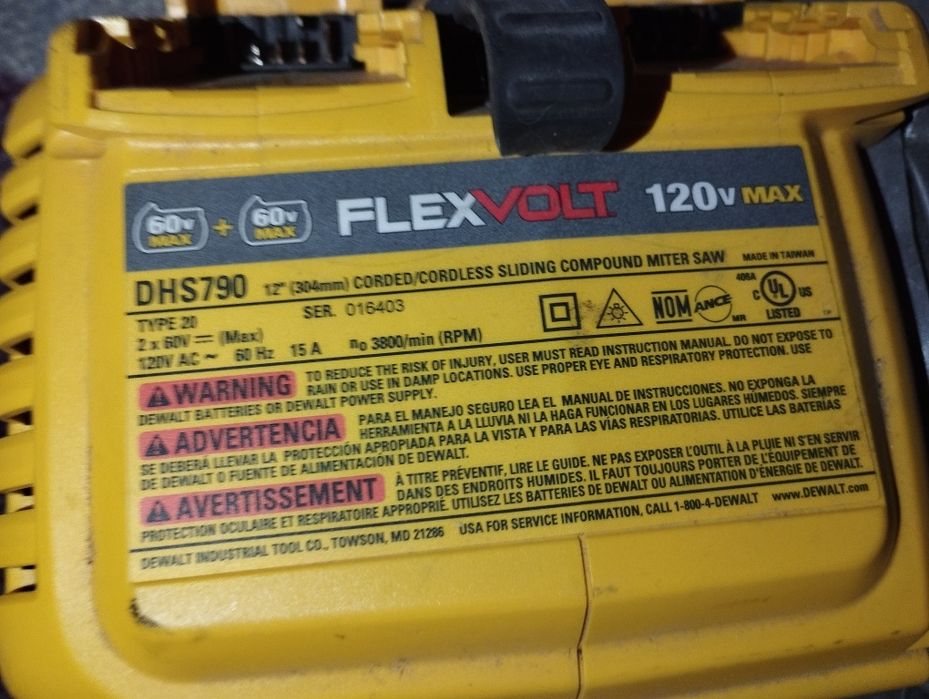 60v MAX + 60v MAX FLEXVOLT 120v MAX
DHS790 12" (304mm) CORDED/CORDLESS SLIDING COMPOUND MITER SAW MADE IN TAIWAN
TYPE 20 SER. 016403
2 x 60V ⎓ (Max)
120V AC ~ 60 Hz 15 A n₀ 3800/min (RPM)
NOM ANCE MR 406A C UL US LISTED
WARNING TO REDUCE THE RISK OF INJURY, USER MUST READ INSTRUCTION MANUAL. DO NOT EXPOSE TO
RAIN OR USE IN DAMP LOCATIONS. USE PROPER EYE AND RESPIRATORY PROTECTION. USE
DEWALT BATTERIES OR DEWALT POWER SUPPLY.
ADVERTENCIA PARA EL MANEJO SEGURO LEA EL MANUAL DE INSTRUCCIONES. NO EXPONGA LA
HERRAMIENTA A LA LLUVIA NI LA HAGA FUNCIONAR EN LOS LUGARES HÚMEDOS. SIEMPRE
SE DEBERÁ LLEVAR LA PROTECCIÓN APROPIADA PARA LA VISTA Y PARA LAS VÍAS RESPIRATORIAS. UTILICE LAS BATERÍAS
DE DEWALT O FUENTE DE ALIMENTACIÓN DE DEWALT.
AVERTISSEMENT À TITRE PRÉVENTIF, LIRE LE GUIDE. NE PAS EXPOSER L'OUTIL À LA PLUIE NI S'EN SERVIR
DANS DES ENDROITS HUMIDES. IL FAUT TOUJOURS PORTER DE L'ÉQUIPEMENT DE
PROTECTION OCULAIRE ET RESPIRATOIRE APPROPRIÉ. UTILISEZ LES BATTERIES DE DEWALT OU ALIMENTATION D'ÉNERGIE DE DEWALT.
DEWALT INDUSTRIAL TOOL CO., TOWSON, MD 21286 USA FOR SERVICE INFORMATION, CALL 1-800-4-DEWALT www.DEWALT.com